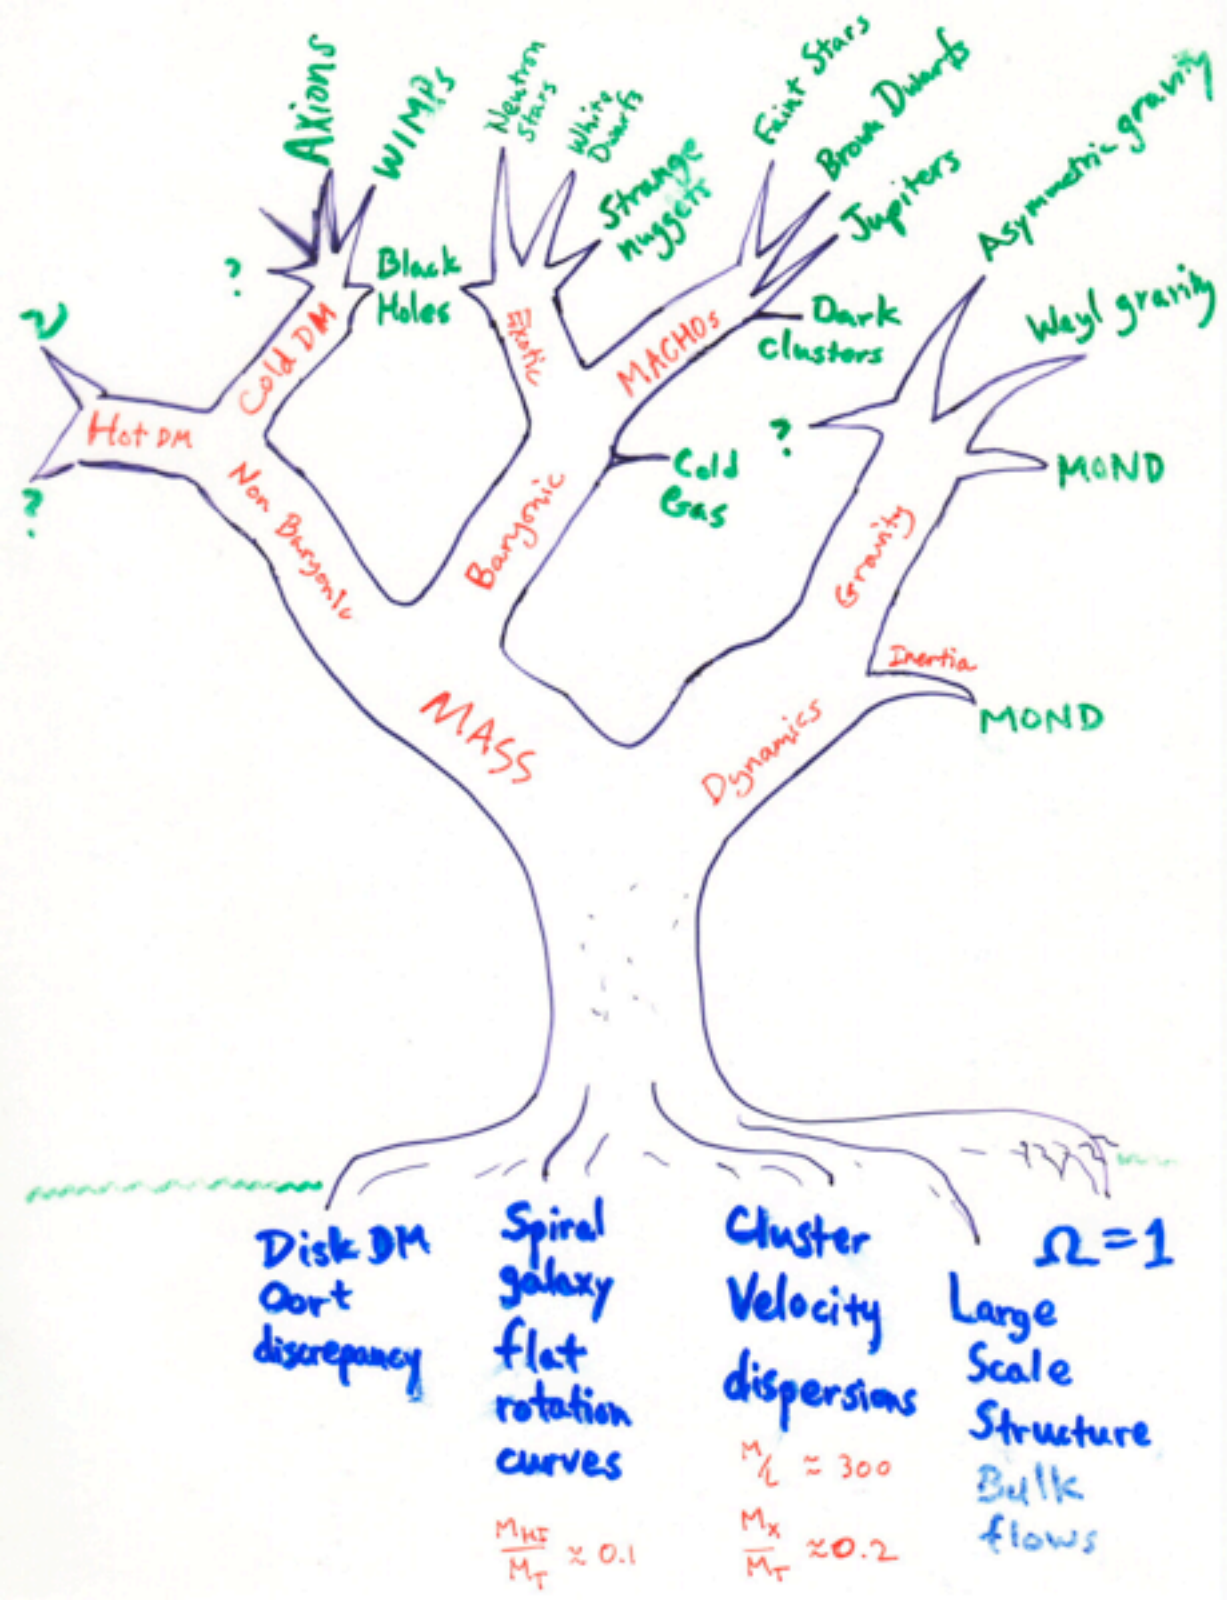 Axions
WIMPs
Neutron
Stars
White
Dwarfs
Strange
nuggets
Faint Stars
Brown Dwarfs
Jupiters
Asymmetric gravity
Weyl gravity
?
Black
Holes
Dark
clusters
ν
Cold DM
Exotic
MACHOs
Hot DM
?
?
Cold
Gas
MOND
Non Baryonic
Baryonic
Gravity
Inertia
MOND
MASS
Dynamics
Disk DM
Oort
discrepancy
Spiral
galaxy
flat
rotation
curves
M_HI/M_T ≈ 0.1
Cluster
Velocity
dispersions
M/L ≈ 300
M_X/M_T ≈ 0.2
Ω = 1
Large
Scale
Structure
Bulk
flows